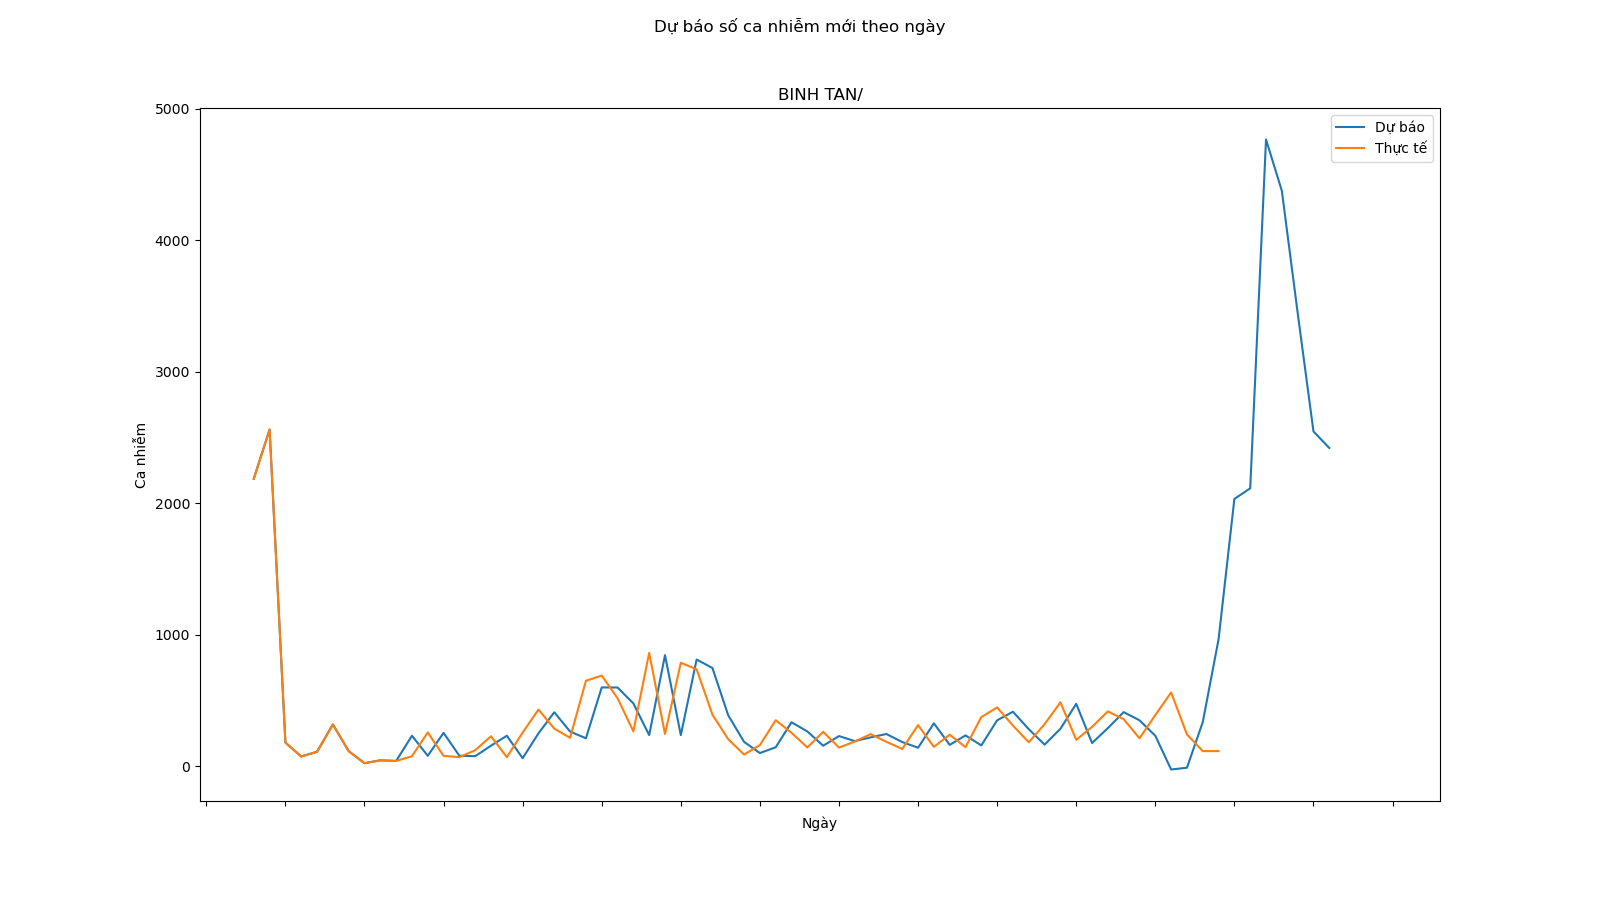 Dự báo số ca nhiễm mới theo ngày
BINH TAN/
5000
4000
3000
2000
1000
0
Ca nhiễm
Ngày
Dự báo
Thực tế